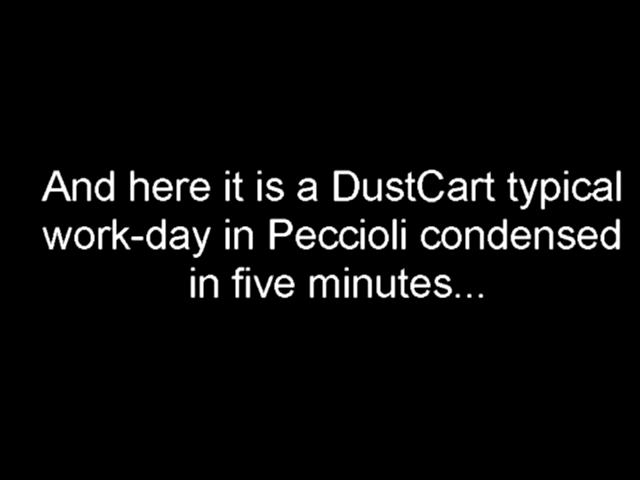 And here it is a DustCart typical
work-day in Peccioli condensed
in five minutes...